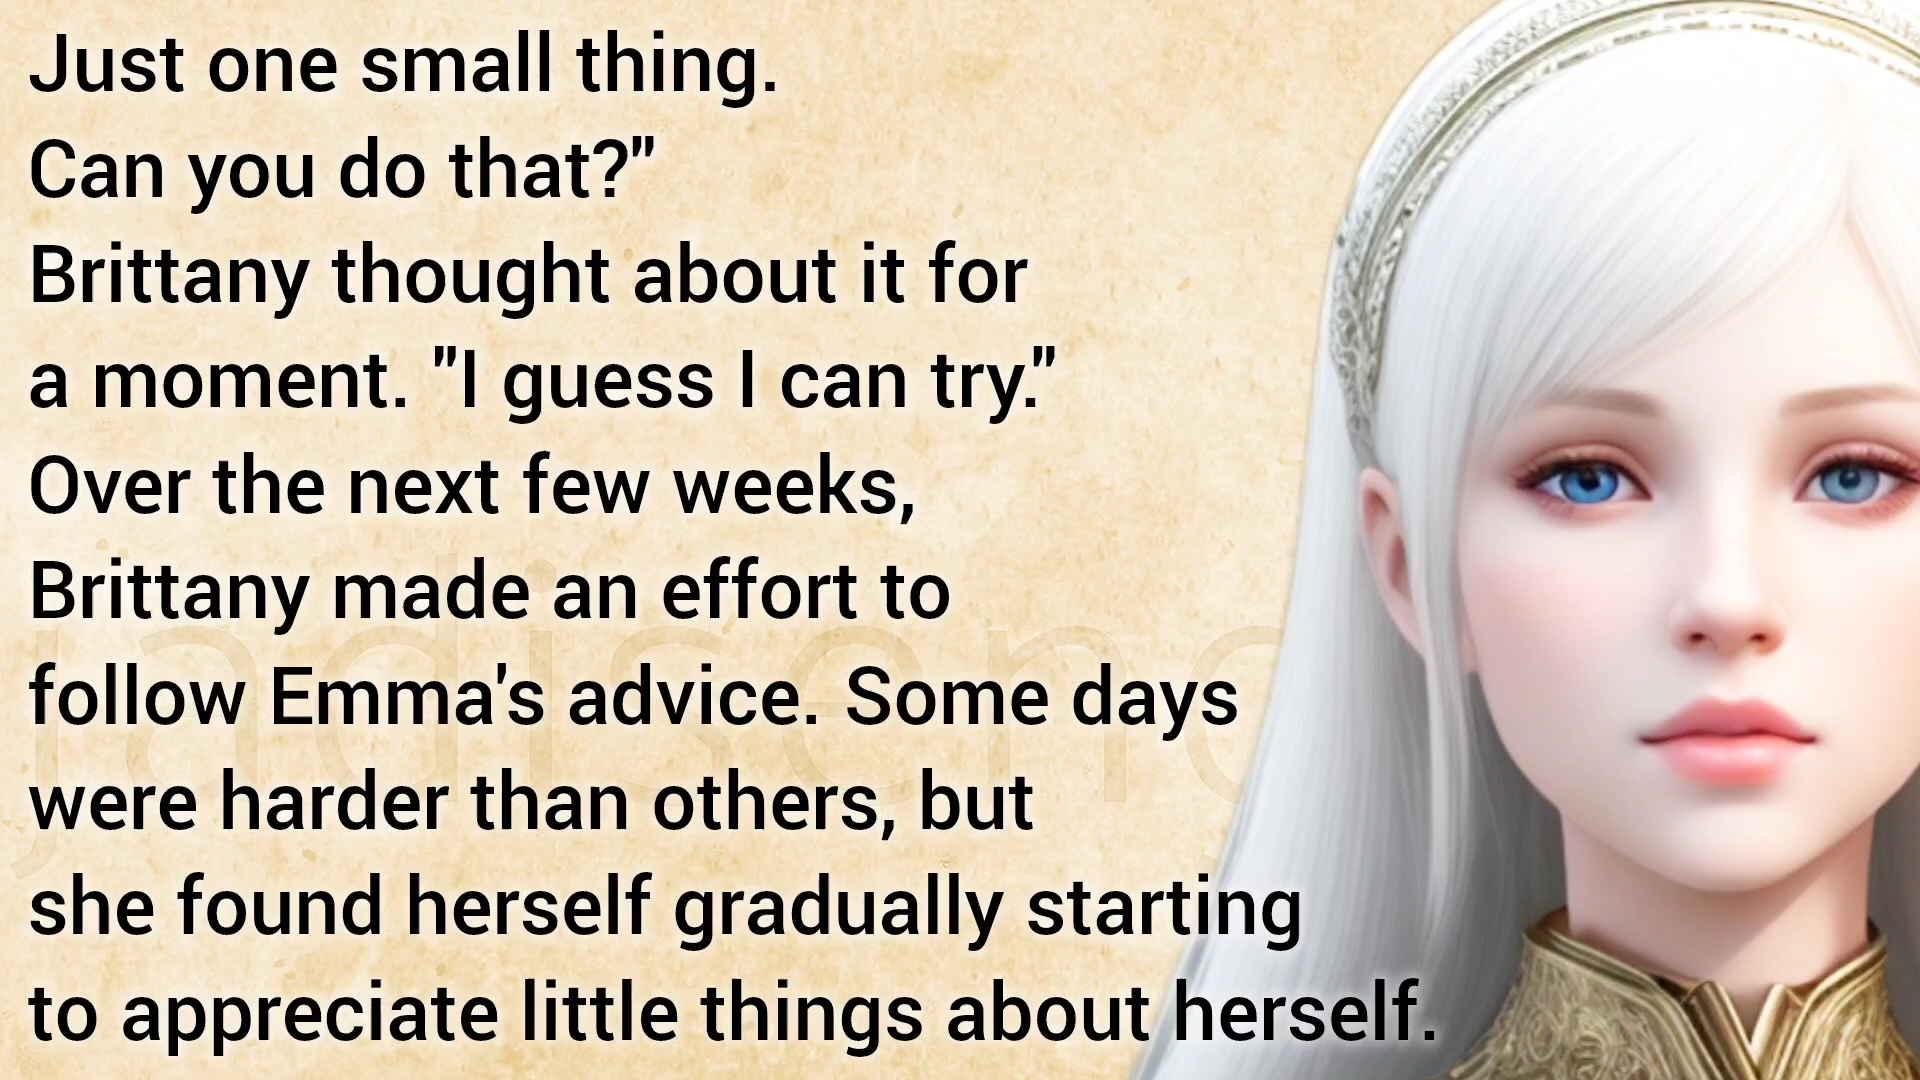 Just one small thing.
Can you do that?"
Brittany thought about it for
a moment. "I guess I can try."
Over the next few weeks,
Brittany made an effort to
follow Emma's advice. Some days
were harder than others, but
she found herself gradually starting
to appreciate little things about herself.